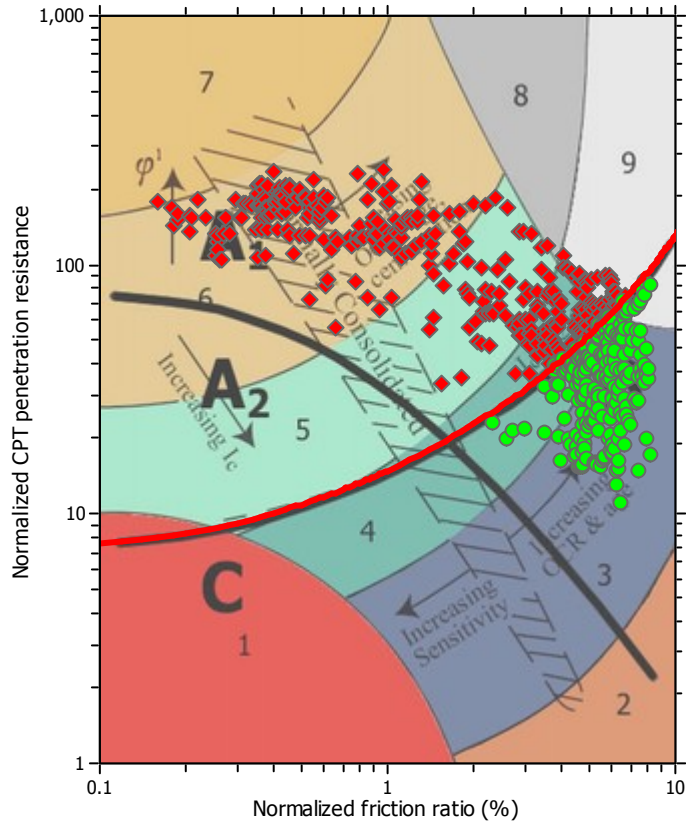 1,000
100
10
1
Normalized CPT penetration resistance
7
8
9
φ'
A1
6
Consolidated
A2
Increasing Ic
5
4
Increasing
OCR & age
3
C
1
Increasing
Sensitivity
2
0.1
1
10
Normalized friction ratio (%)